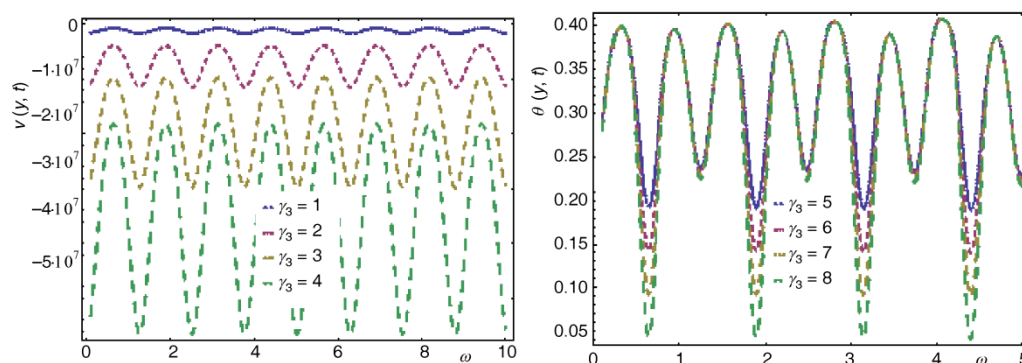 0
–1·10⁷
–2·10⁷
–3·10⁷
–4·10⁷
–5·10⁷
v (y, t)
γ₃ = 1
γ₃ = 2
γ₃ = 3
γ₃ = 4
0 2 4 6 8 ω 10
0.40
0.35
0.30
0.25
0.20
0.15
0.10
0.05
θ (y, t)
γ₃ = 5
γ₃ = 6
γ₃ = 7
γ₃ = 8
0 1 2 3 4 ω